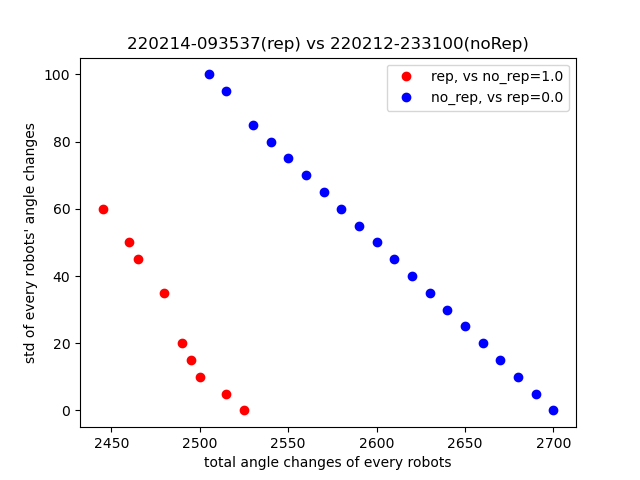 220214-093537(rep) vs 220212-233100(noRep)
rep, vs no_rep=1.0
no_rep, vs rep=0.0
100
80
60
40
20
0
std of every robots' angle changes
2450 2500 2550 2600 2650 2700
total angle changes of every robots